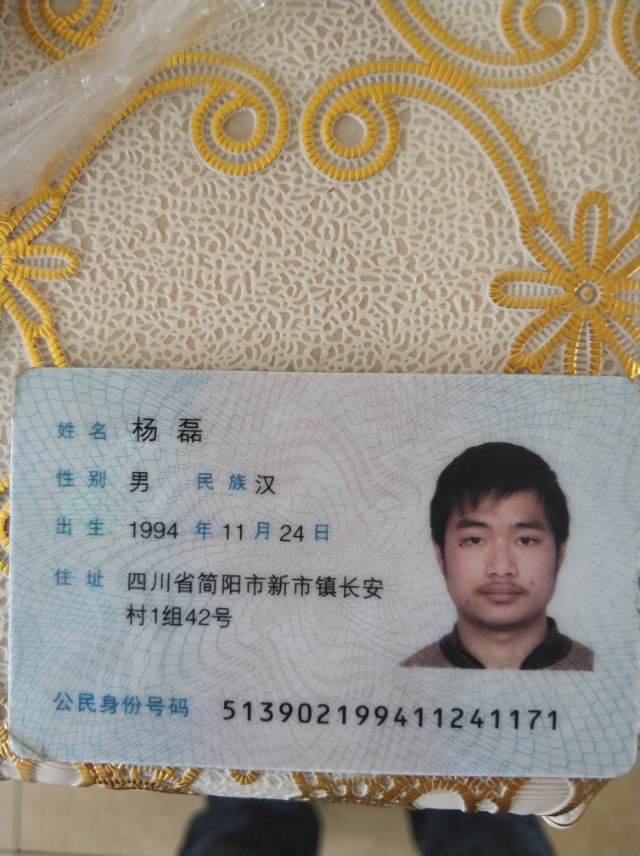 姓名 杨磊
性别 男 民族 汉
出生 1994 年 11 月 24 日
住址 四川省简阳市新市镇长安
村1组42号
公民身份号码 513902199411241171